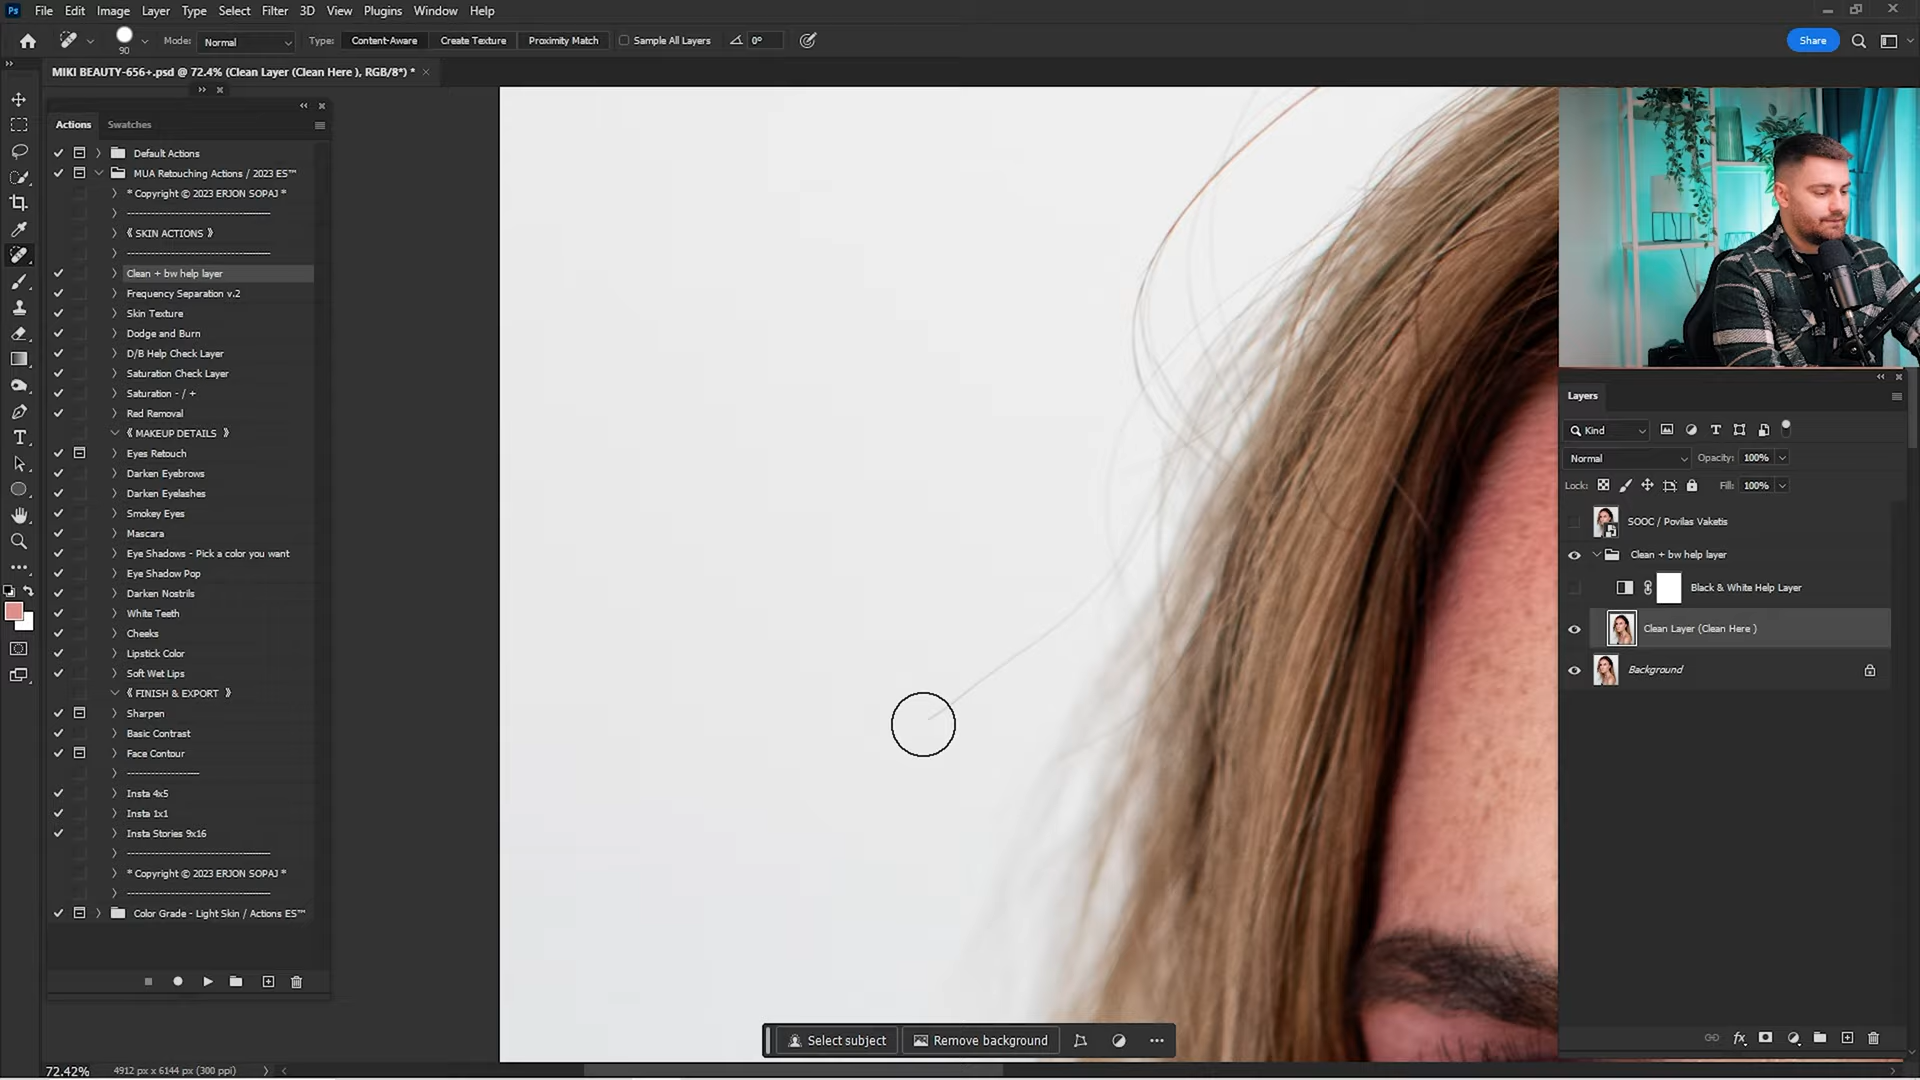 Ps File Edit Image Layer Type Select Filter 3D View Plugins Window Help
90 Mode: Normal Type: Content-Aware Create Texture Proximity Match Sample All Layers 0° Share
MIKI BEAUTY-656+.psd @ 72.4% (Clean Layer (Clean Here ), RGB/8*) *
Actions Swatches
Default Actions
MUA Retouching Actions / 2023 ES™
* Copyright © 2023 ERJON SOPAJ *
------------------------------------
《 SKIN ACTIONS 》
------------------------------------
Clean + bw help layer
Frequency Separation v.2
Skin Texture
Dodge and Burn
D/B Help Check Layer
Saturation Check Layer
Saturation - / +
Red Removal
《 MAKEUP DETAILS 》
Eyes Retouch
Darken Eyebrows
Darken Eyelashes
Smokey Eyes
Mascara
Eye Shadows - Pick a color you want
Eye Shadow Pop
Darken Nostrils
White Teeth
Cheeks
Lipstick Color
Soft Wet Lips
《 FINISH & EXPORT 》
Sharpen
Basic Contrast
Face Contour
------------------
Insta 4x5
Insta 1x1
Insta Stories 9x16
------------------------------------
* Copyright © 2023 ERJON SOPAJ *
------------------------------------
Color Grade - Light Skin / Actions ES™
Select subject Remove background
Layers
Kind
Normal Opacity: 100%
Lock: Fill: 100%
SOOC / Povilas Vaketis
Clean + bw help layer
Black & White Help Layer
Clean Layer (Clean Here )
Background
fx
72.42% 4912 px x 6144 px (300 ppi)